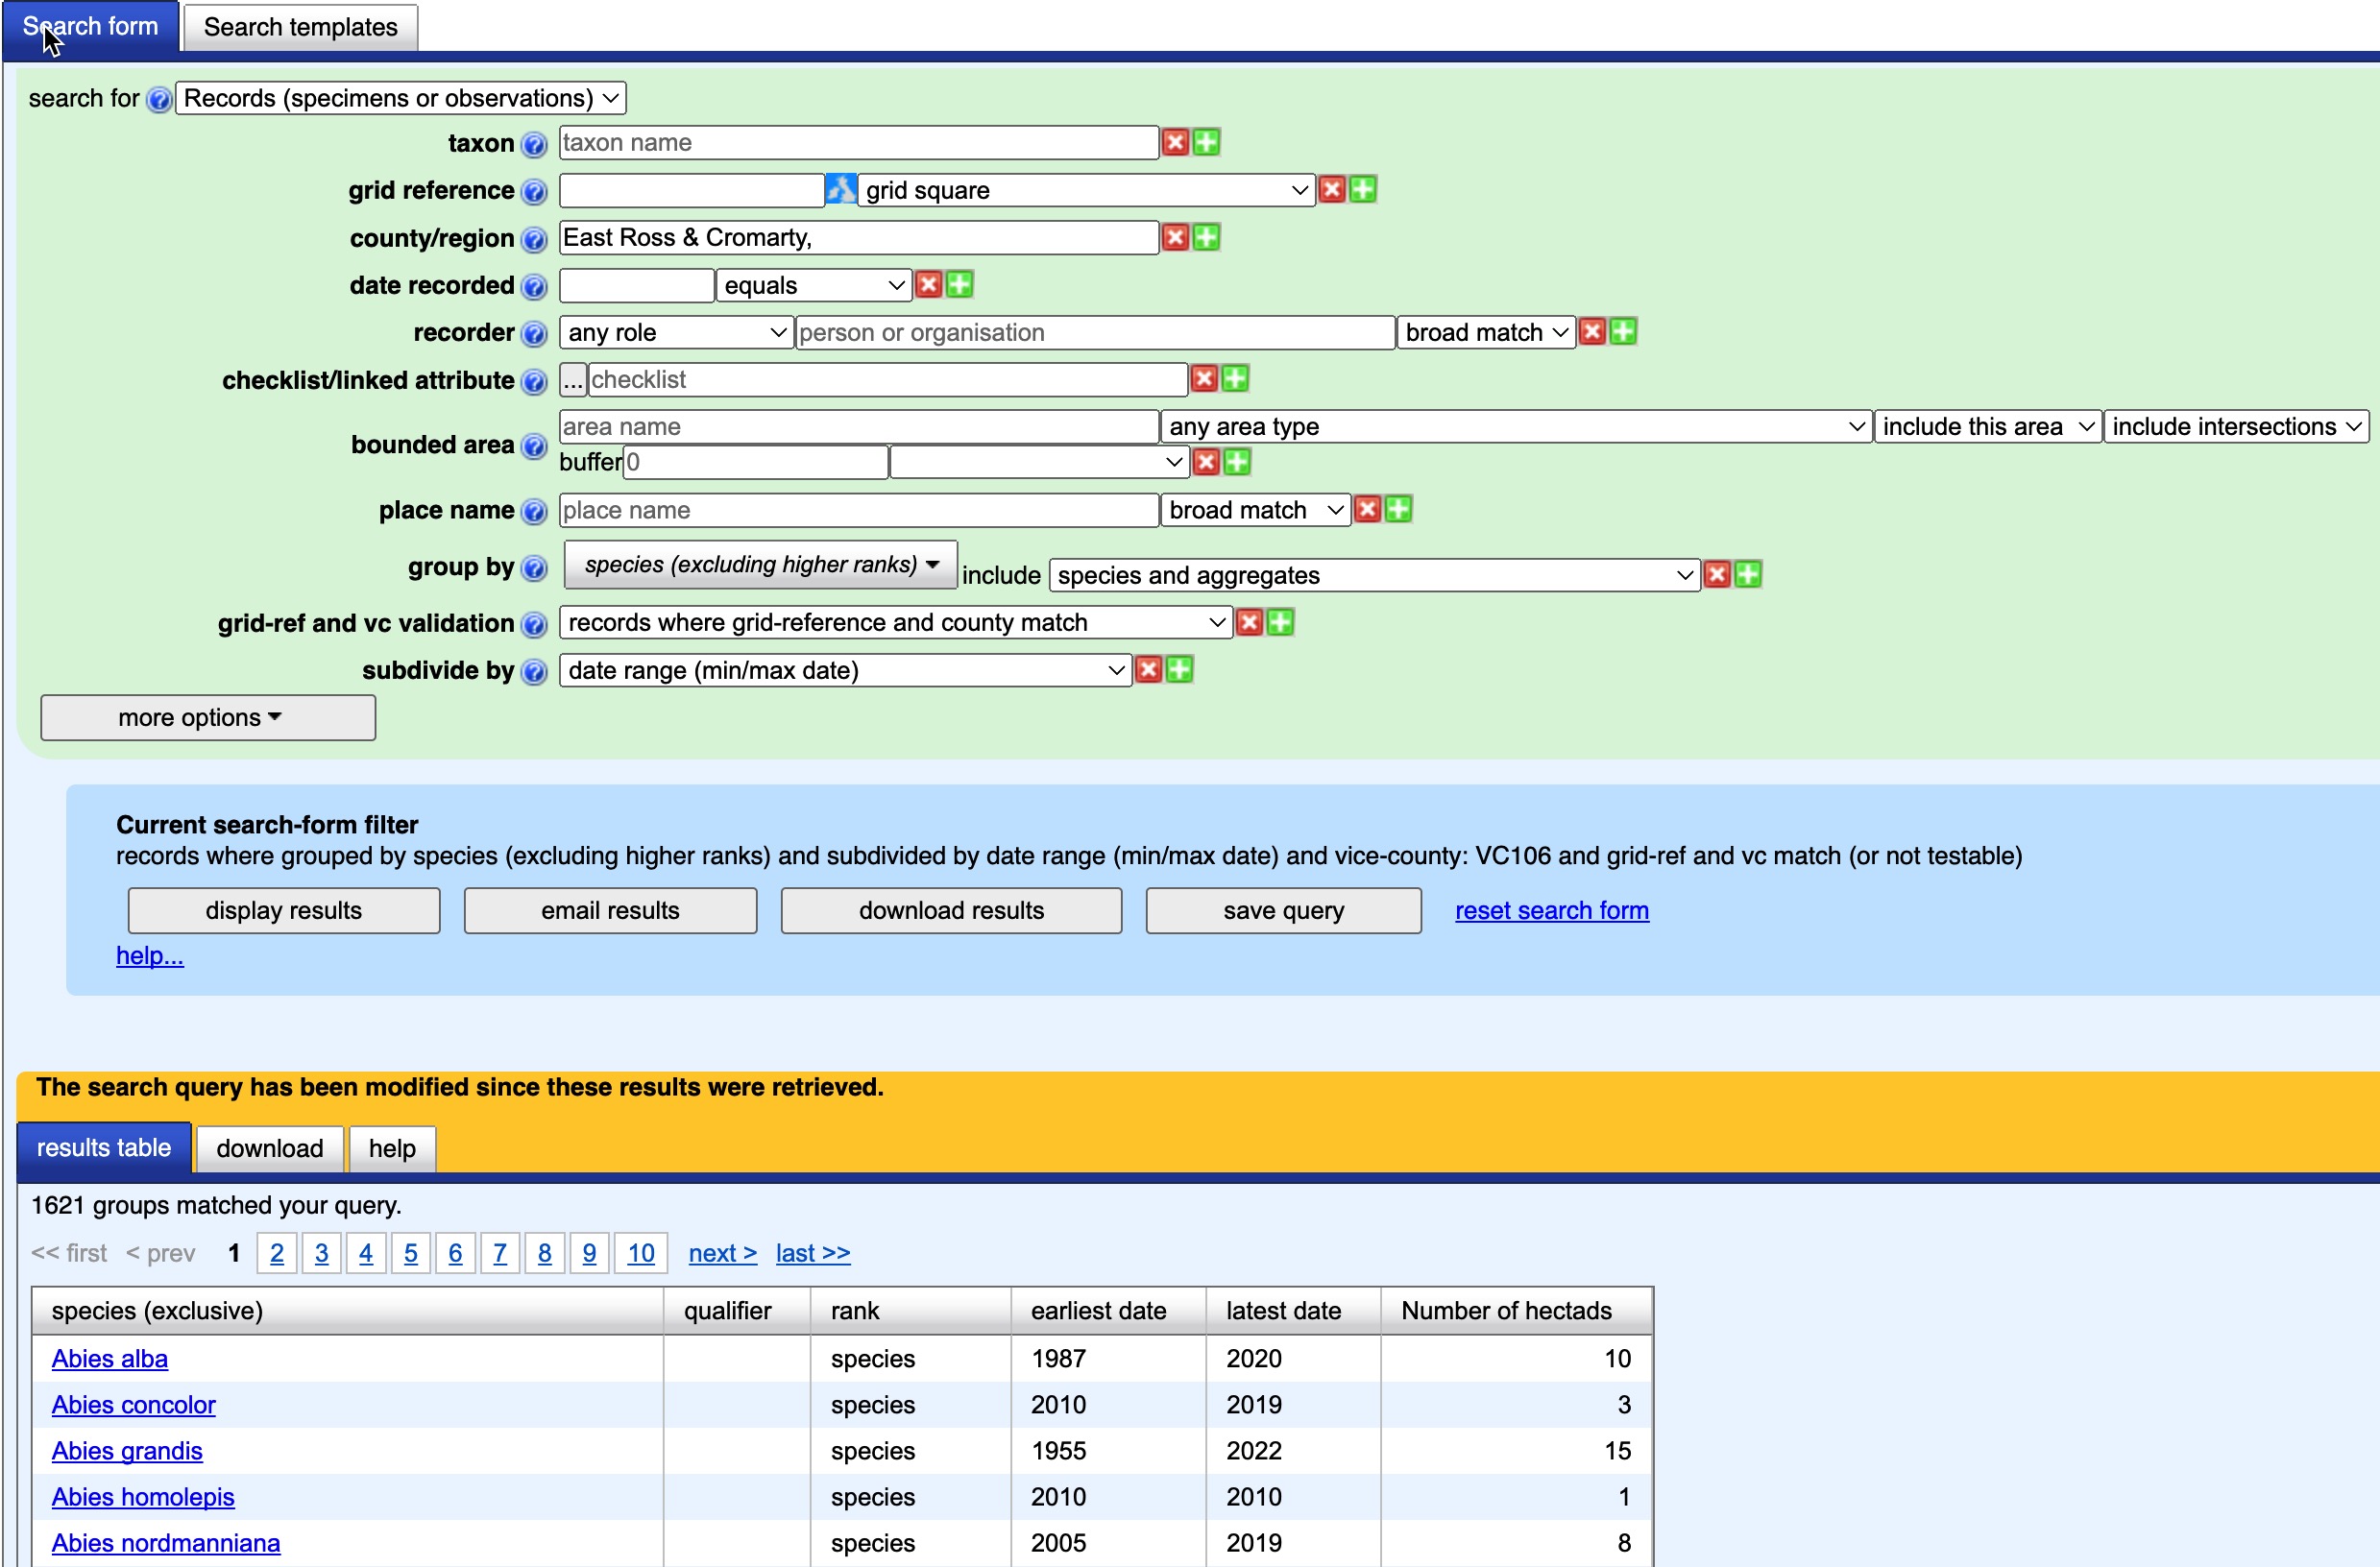 Search form Search templates
search for Records (specimens or observations)
taxon taxon name
grid reference grid square
county/region East Ross & Cromarty,
date recorded equals
recorder any role person or organisation broad match
checklist/linked attribute ... checklist
bounded area area name any area type include this area include intersections
buffer 0
place name place name broad match
group by species (excluding higher ranks) include species and aggregates
grid-ref and vc validation records where grid-reference and county match
subdivide by date range (min/max date)
more options
Current search-form filter
records where grouped by species (excluding higher ranks) and subdivided by date range (min/max date) and vice-county: VC106 and grid-ref and vc match (or not testable)
display results email results download results save query reset search form
help...
The search query has been modified since these results were retrieved.
results table download help
1621 groups matched your query.
<< first < prev 1 2 3 4 5 6 7 8 9 10 next > last >>
species (exclusive) qualifier rank earliest date latest date Number of hectads
Abies alba species 1987 2020 10
Abies concolor species 2010 2019 3
Abies grandis species 1955 2022 15
Abies homolepis species 2010 2010 1
Abies nordmanniana species 2005 2019 8